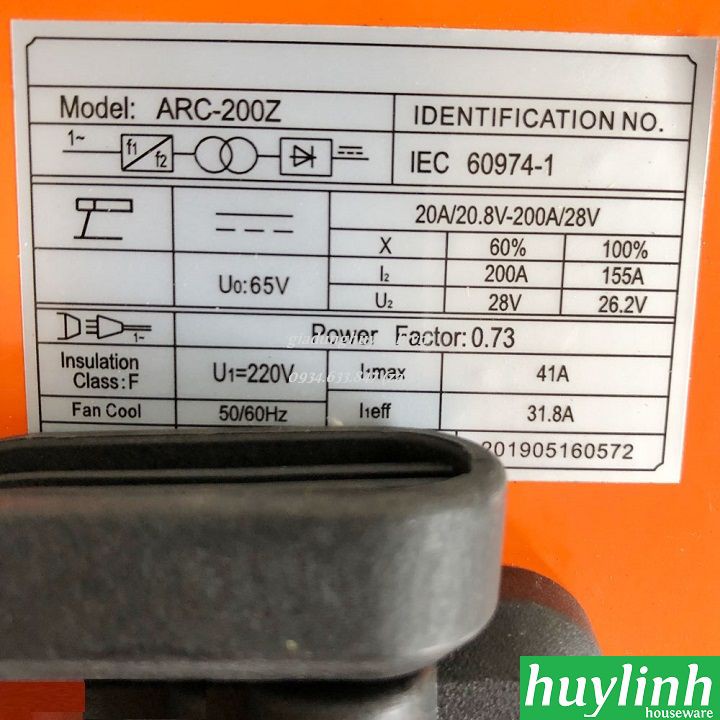 Model: ARC-200Z
IDENTIFICATION NO.
1~ f1 f2
IEC 60974-1
20A/20.8V-200A/28V
X 60% 100%
U0:65V
I2 200A 155A
U2 28V 26.2V
1~
Power Factor:0.73
Insulation
Class:F
U1=220V
I1max 41A
Fan Cool 50/60Hz I1eff 31.8A
201905160572
huylinh
houseware